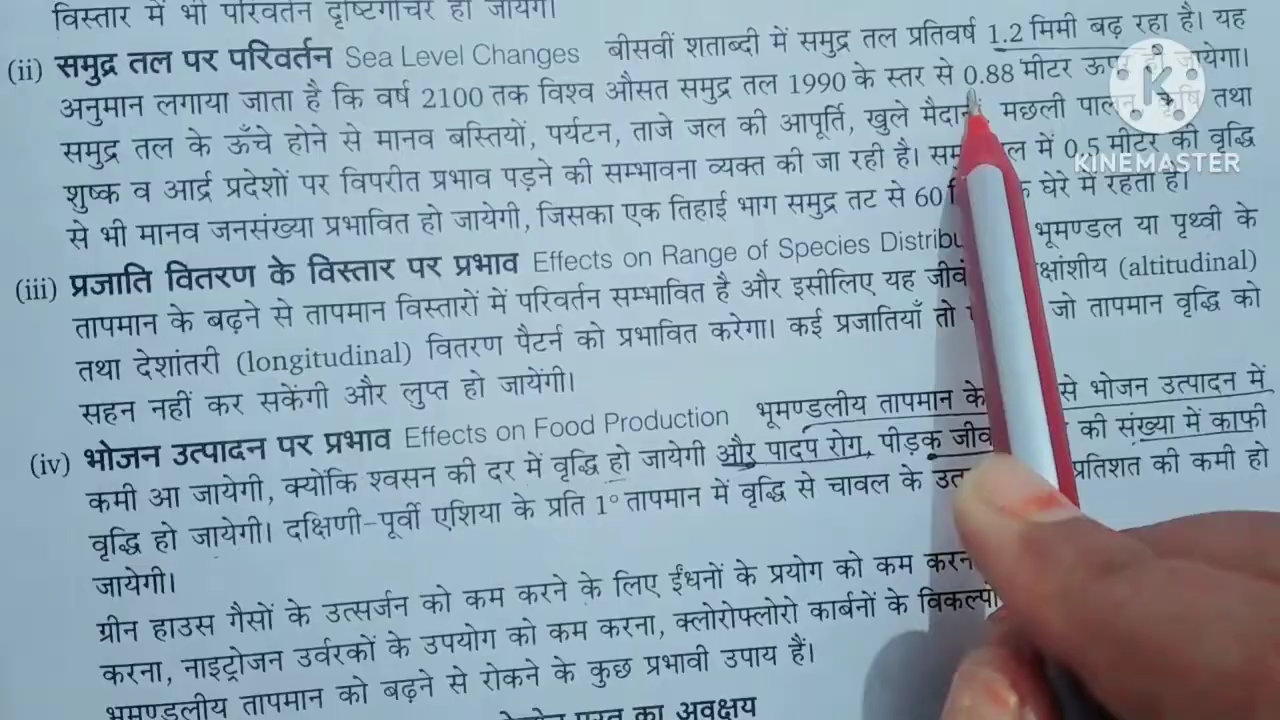 विस्तार में भी परिवर्तन दृष्टिगोचर हो जायेगा।
(ii) समुद्र तल पर परिवर्तन Sea Level Changes बीसवीं शताब्दी में समुद्र तल प्रतिवर्ष 1.2 मिमी बढ़ रहा है। यह
अनुमान लगाया जाता है कि वर्ष 2100 तक विश्व औसत समुद्र तल 1990 के स्तर से 0.88 मीटर ऊपर हो जायेगा।
समुद्र तल के ऊँचे होने से मानव बस्तियों, पर्यटन, ताजे जल की आपूर्ति, खुले मछली पालन, कृषि तथा
शुष्क व आर्द्र प्रदेशों पर विपरीत प्रभाव पड़ने की सम्भावना व्यक्त की जा रही है। में 0.5 मीटर की वृद्धि
से भी मानव जनसंख्या प्रभावित हो जायेगी, जिसका एक तिहाई भाग समुद्र तट से 60 घेरे में रहता है।
(iii) प्रजाति वितरण के विस्तार पर प्रभाव Effects on Range of Species भूमण्डल या पृथ्वी के
तापमान के बढ़ने से तापमान विस्तारों में परिवर्तन सम्भावित है और इसीलिए यह (altitudinal)
तथा देशांतरी (longitudinal) वितरण पैटर्न को प्रभावित करेगा। कई प्रजातियाँ तो जो तापमान वृद्धि को
सहन नहीं कर सकेंगी और लुप्त हो जायेंगी।
(iv) भोजन उत्पादन पर प्रभाव Effects on Food Production भूमण्डलीय तापमान के से भोजन उत्पादन में
कमी आ जायेगी, क्योंकि श्वसन की दर में वृद्धि हो जायेगी और पादप रोग, पीड़क की संख्या में काफी
वृद्धि हो जायेगी। दक्षिणी-पूर्वी एशिया के प्रति 1° तापमान में वृद्धि से चावल के प्रतिशत की कमी हो
जायेगी।
ग्रीन हाउस गैसों के उत्सर्जन को कम करने के लिए ईंधनों के प्रयोग को कम
करना, नाइट्रोजन उर्वरकों के उपयोग को कम करना, क्लोरोफ्लोरो कार्बनों के
भूमण्डलीय तापमान को बढ़ने से रोकने के कुछ प्रभावी उपाय हैं।
परत का अवक्षय
K
KINEMASTER